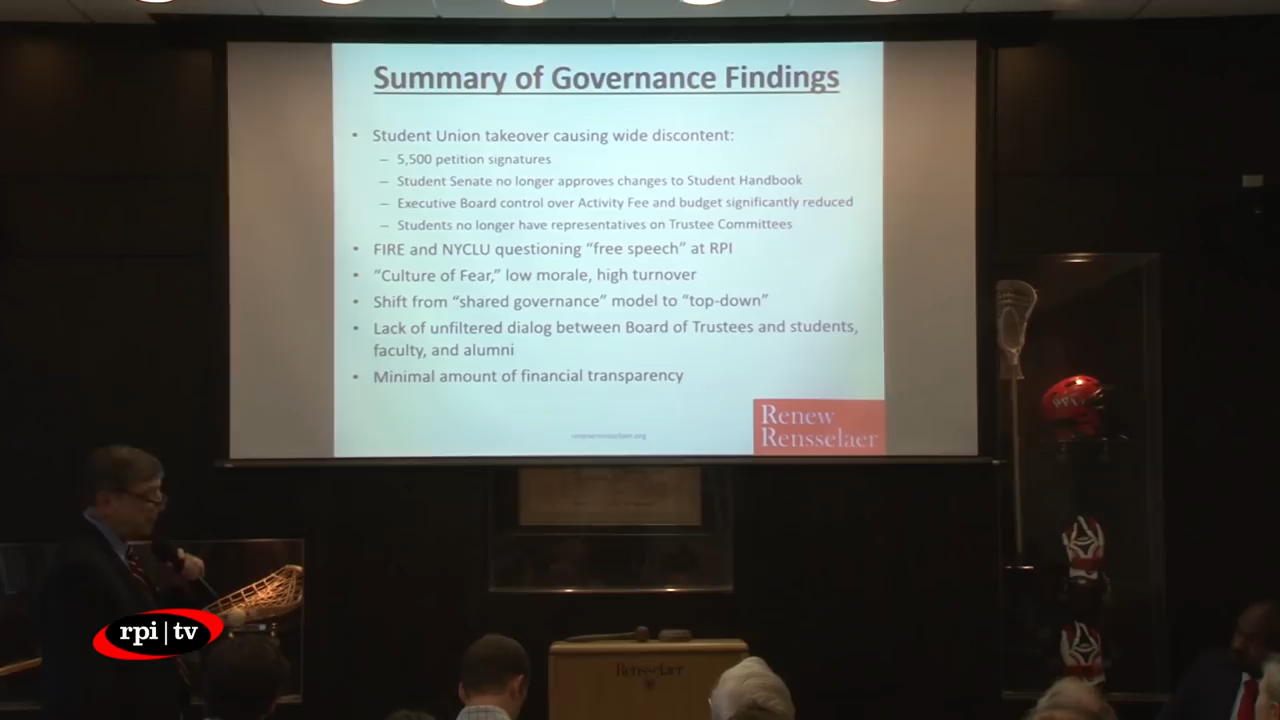 Summary of Governance Findings
• Student Union takeover causing wide discontent:
– 5,500 petition signatures
– Student Senate no longer approves changes to Student Handbook
– Executive Board control over Activity Fee and budget significantly reduced
– Students no longer have representatives on Trustee Committees
• FIRE and NYCLU questioning “free speech” at RPI
• “Culture of Fear,” low morale, high turnover
• Shift from “shared governance” model to “top-down”
• Lack of unfiltered dialog between Board of Trustees and students,
faculty, and alumni
• Minimal amount of financial transparency
renewrensselaer.org
Renew
Rensselaer
rpi|tv
Rensselaer